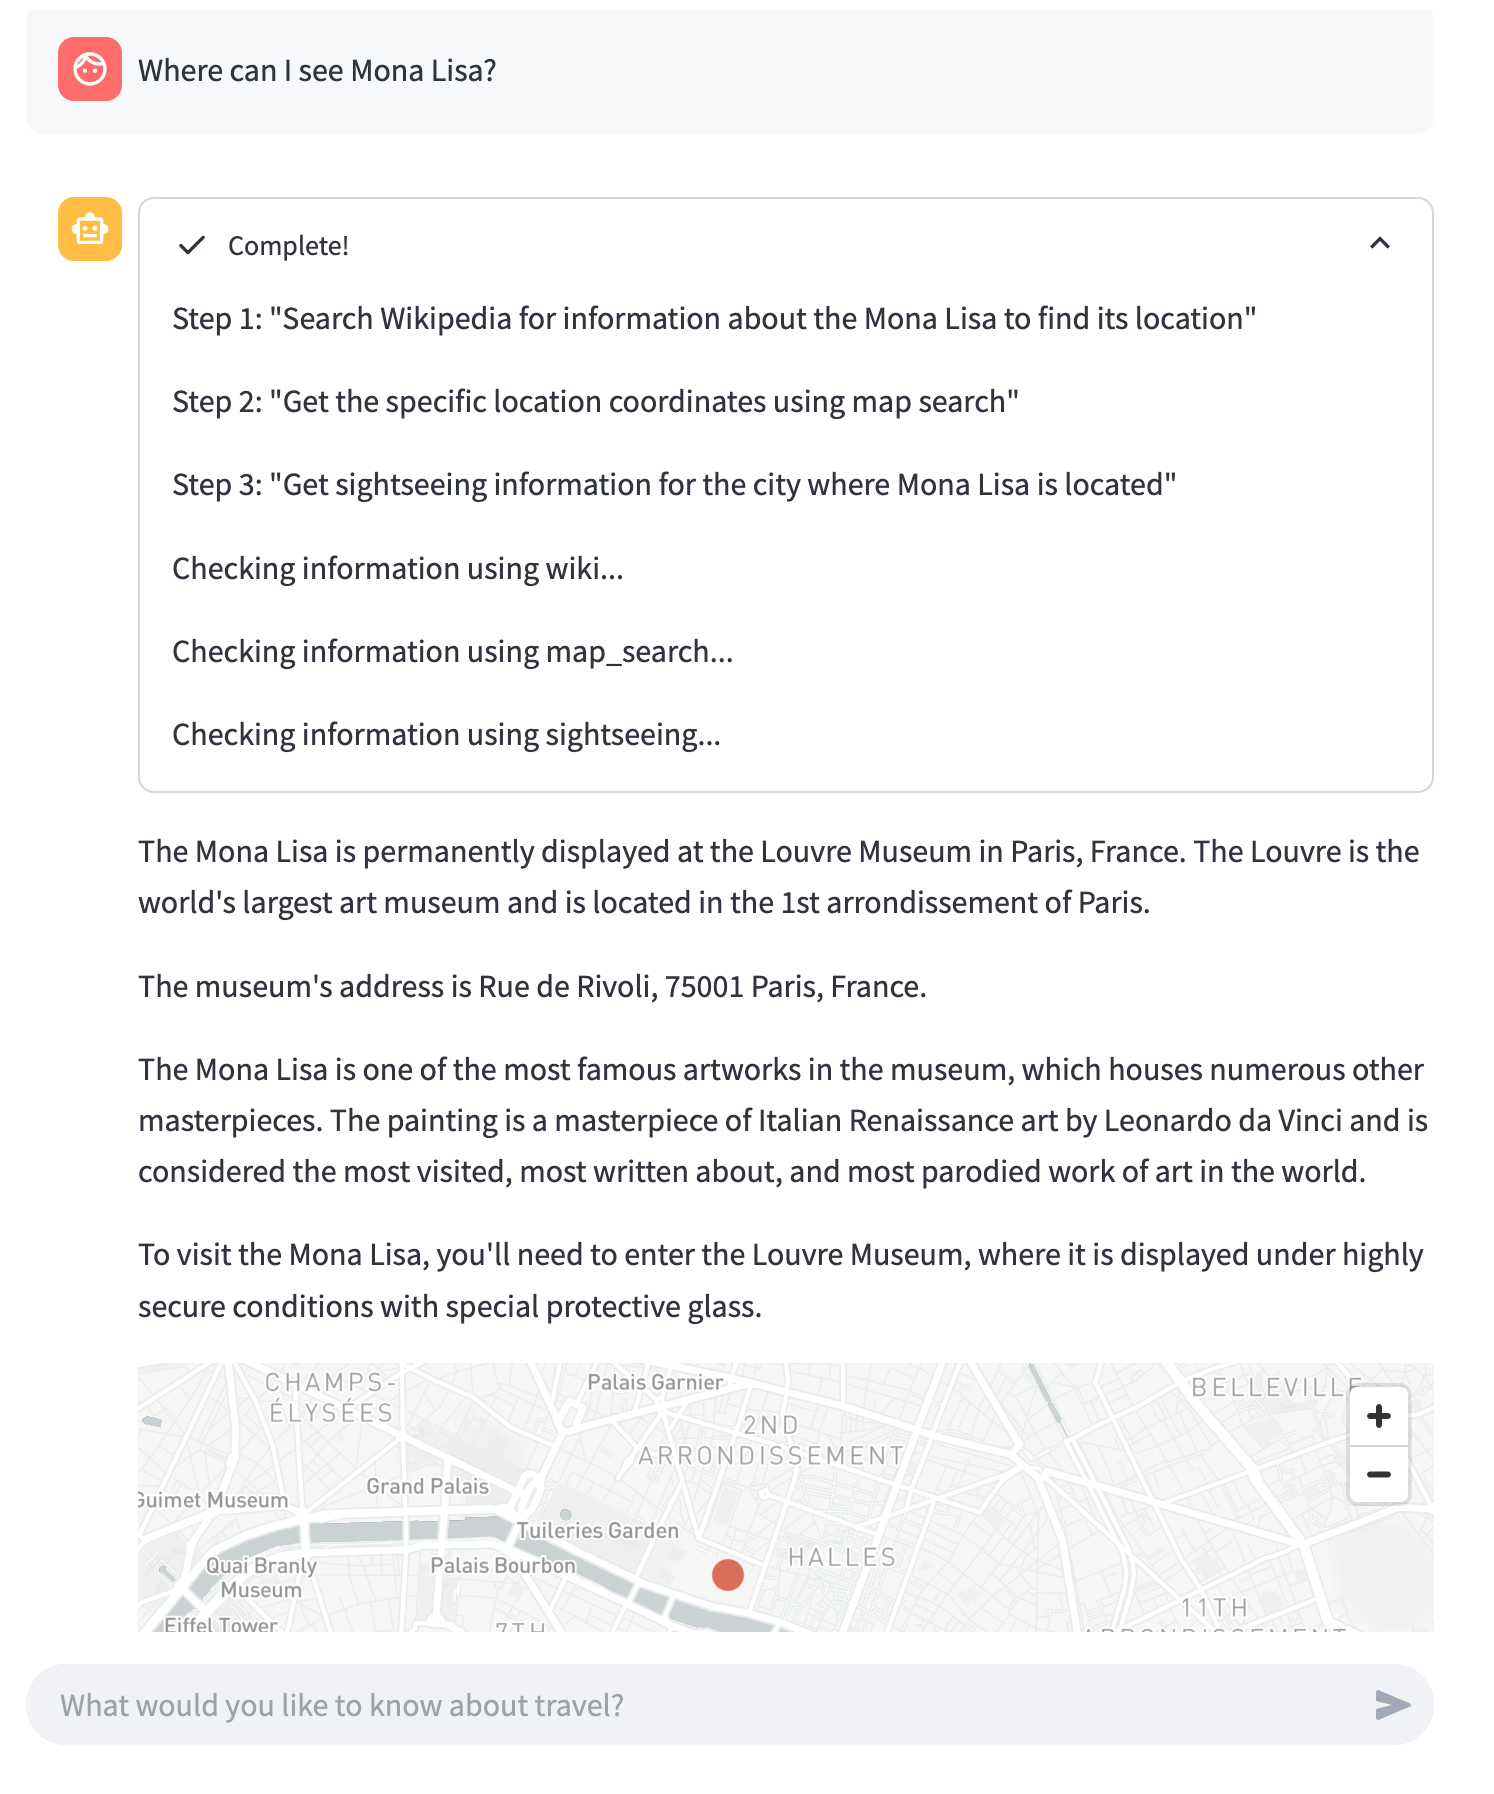 Where can I see Mona Lisa?
Complete!
Step 1: "Search Wikipedia for information about the Mona Lisa to find its location"
Step 2: "Get the specific location coordinates using map search"
Step 3: "Get sightseeing information for the city where Mona Lisa is located"
Checking information using wiki...
Checking information using map_search...
Checking information using sightseeing...
The Mona Lisa is permanently displayed at the Louvre Museum in Paris, France. The Louvre is the
world's largest art museum and is located in the 1st arrondissement of Paris.
The museum's address is Rue de Rivoli, 75001 Paris, France.
The Mona Lisa is one of the most famous artworks in the museum, which houses numerous other
masterpieces. The painting is a masterpiece of Italian Renaissance art by Leonardo da Vinci and is
considered the most visited, most written about, and most parodied work of art in the world.
To visit the Mona Lisa, you'll need to enter the Louvre Museum, where it is displayed under highly
secure conditions with special protective glass.
CHAMPS-
ÉLYSÉES
Palais Garnier
BELLEVILLE
2ND
ARRONDISSEMENT
Grand Palais
Guimet Museum
Tuileries Garden
HALLES
Quai Branly
Museum
Palais Bourbon
Eiffel Tower
7TH
11TH
ARRONDISSEMENT
What would you like to know about travel?